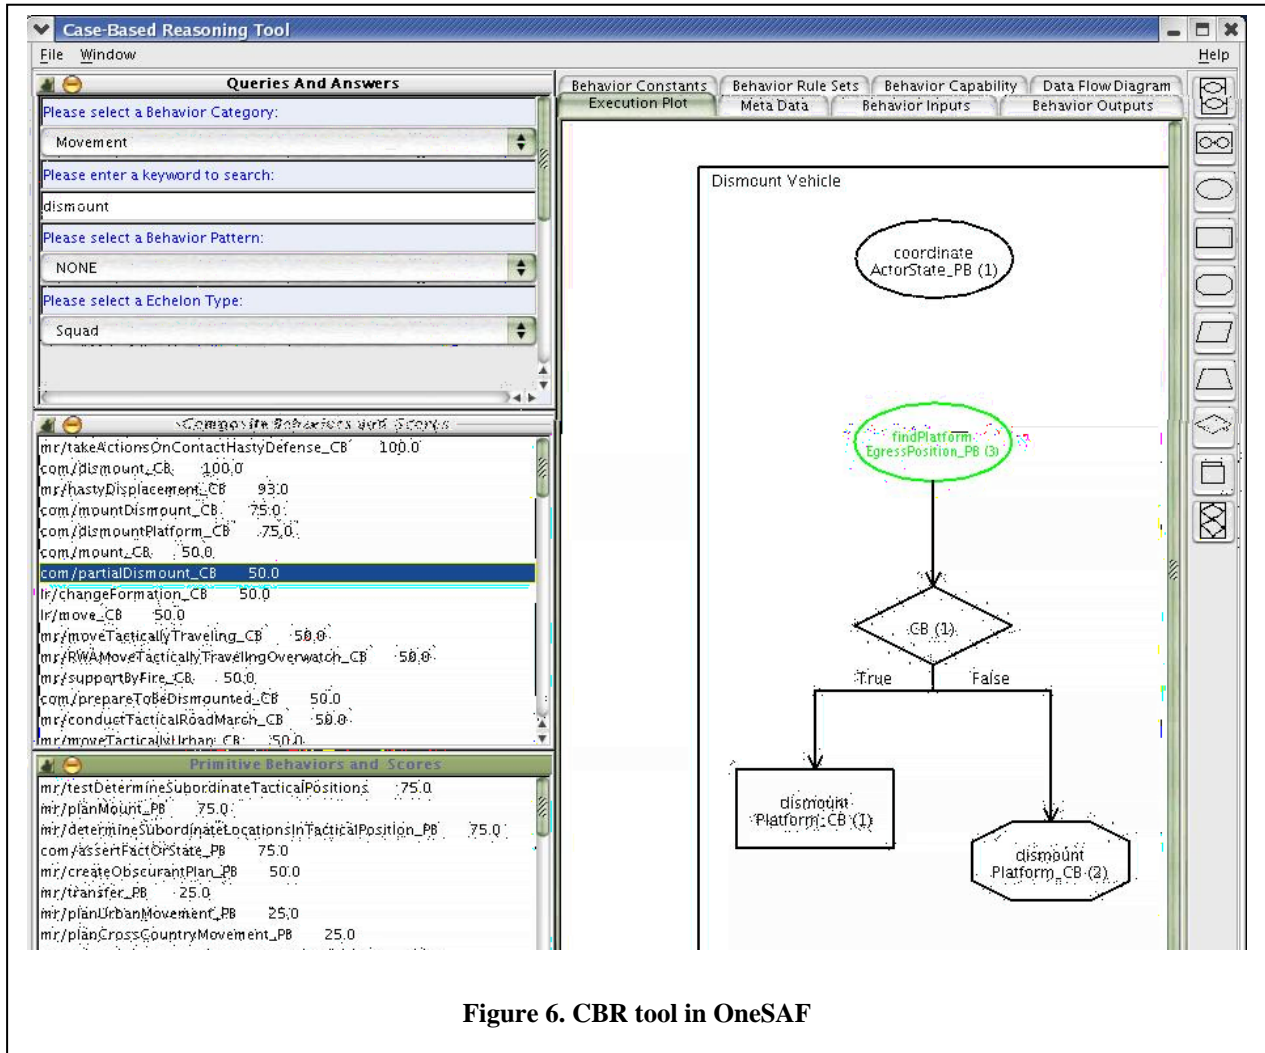 Case-Based Reasoning Tool
File Window Help
Queries And Answers
Please select a Behavior Category:
Movement
Please enter a keyword to search:
dismount
Please select a Behavior Pattern:
NONE
Please select a Echelon Type:
Squad
Composite Behaviors and Scores
mr/takeActionsOnContactHastyDefense_CB 100.0
com/dismount_CB 100.0
mr/hastyDisplacement_CB 93.0
com/mountDismount_CB 75.0
com/dismountPlatform_CB 75.0
com/mount_CB 50.0
com/partialDismount_CB 50.0
lr/changeFormation_CB 50.0
lr/move_CB 50.0
mr/moveTacticallyTraveling_CB 50.0
mr/RWAMoveTacticallyTravelingOverwatch_CB 50.0
mr/supportByFire_CB 50.0
com/prepareToBeDismounted_CB 50.0
mr/conductTacticalRoadMarch_CB 50.0
mr/moveTacticallyUrban_CB 50.0
Primitive Behaviors and Scores
mr/testDetermineSubordinateTacticalPositions 75.0
mr/planMount_PB 75.0
mr/determineSubordinateLocationsInTacticalPosition_PB 75.0
com/assertFactOrState_PB 75.0
mr/createObscurantPlan_PB 50.0
mr/transfer_PB 25.0
mr/planUrbanMovement_PB 25.0
mr/planCrossCountryMovement_PB 25.0
Behavior Constants Behavior Rule Sets Behavior Capability Data Flow Diagram
Execution Plot Meta Data Behavior Inputs Behavior Outputs
Dismount Vehicle
coordinate
ActorState_PB (1)
findPlatform
EgressPosition_PB (3)
CB (1)
True False
dismount
Platform_CB (1)
dismount
Platform_CB (2)
Figure 6. CBR tool in OneSAF